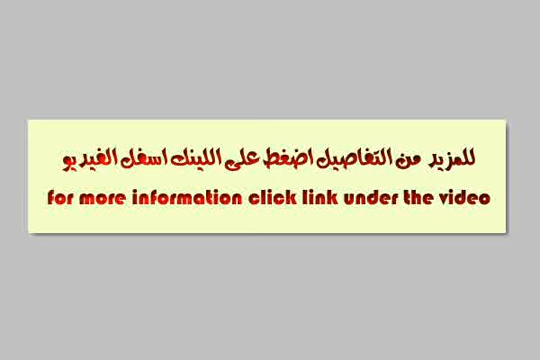 للمزيد من التفاصيل اضغط على اللينك اسفل الفيديو
for more information click link under the video